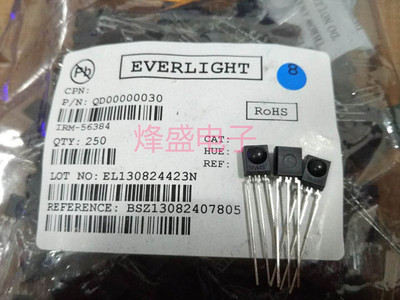 Pb
EVERLIGHT
8
CPN:
P/N: QD00000030
RoHS
IRM-56384
QTY: 250
CAT:
HUE:
REF:
烽盛电子
LOT NO: EL130824423N
REFERENCE: BSZ13082407805